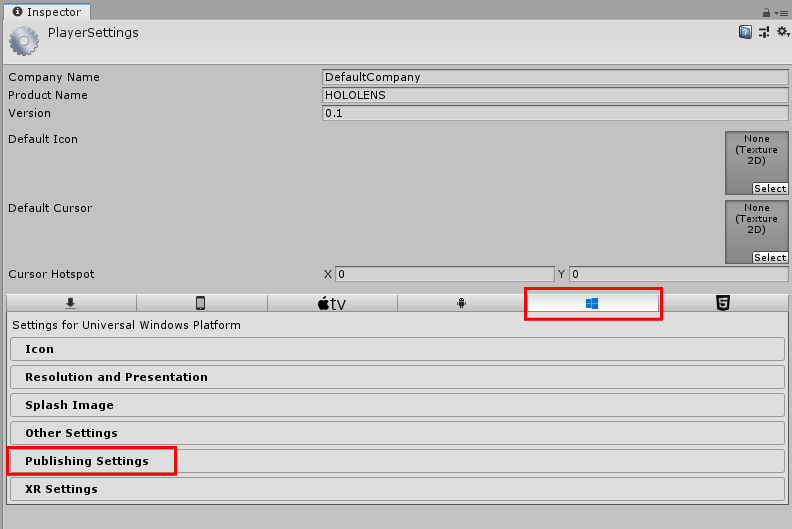 Inspector
PlayerSettings
Company Name DefaultCompany
Product Name HOLOLENS
Version 0.1
Default Icon
None
(Texture
2D)
Select
Default Cursor
None
(Texture
2D)
Select
Cursor Hotspot X 0 Y 0
tv
Settings for Universal Windows Platform
Icon
Resolution and Presentation
Splash Image
Other Settings
Publishing Settings
XR Settings